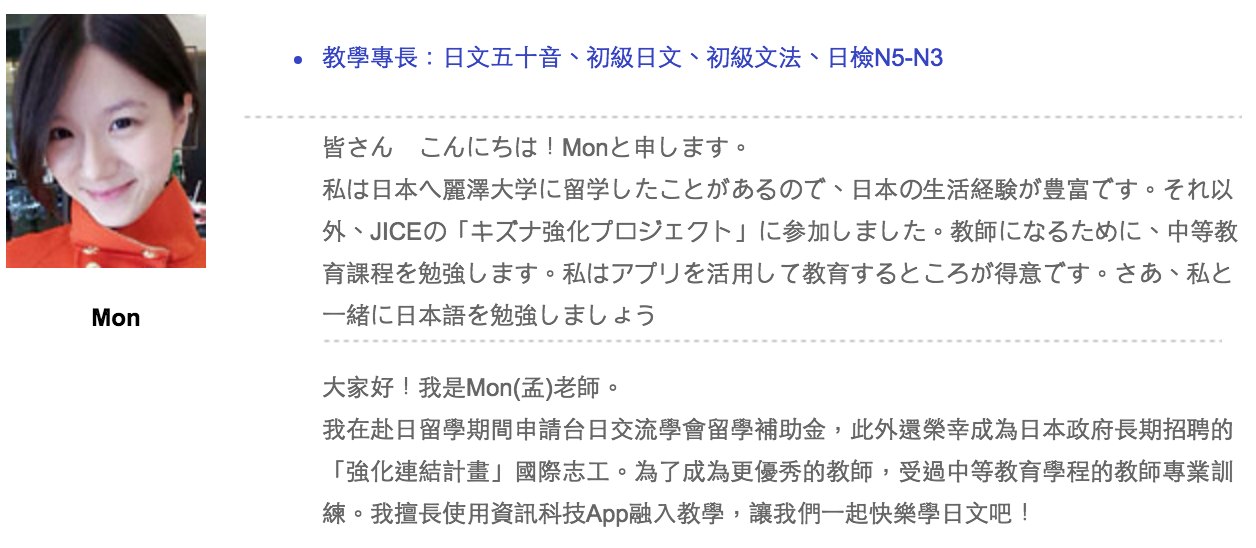 Mon
教學專長：日文五十音、初級日文、初級文法、日檢N5-N3
皆さん　こんにちは！Monと申します。
私は日本へ麗澤大学に留学したことがあるので、日本の生活経験が豊富です。それ以
外、JICEの「キズナ強化プロジェクト」に参加しました。教師になるために、中等教
育課程を勉強します。私はアプリを活用して教育するところが得意です。さあ、私と
一緒に日本語を勉強しましょう
大家好！我是Mon(孟)老師。
我在赴日留學期間申請台日交流學會留學補助金，此外還榮幸成為日本政府長期招聘的
「強化連結計畫」國際志工。為了成為更優秀的教師，受過中等教育學程的教師專業訓
練。我擅長使用資訊科技App融入教學，讓我們一起快樂學日文吧！